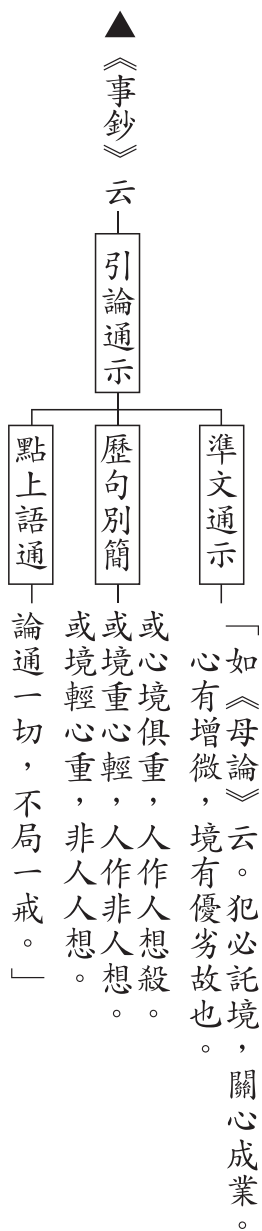 ▲《事鈔》云
引論通示
準文通示
「如《母論》云。犯必託境，關心成業。
心有增微，境有優劣故也。
歷句別簡
或心境俱重，人作人想殺。
或境重心輕，人作非人想。
或境輕心重，非人人想。
點上語通
論通一切，不局一戒。」